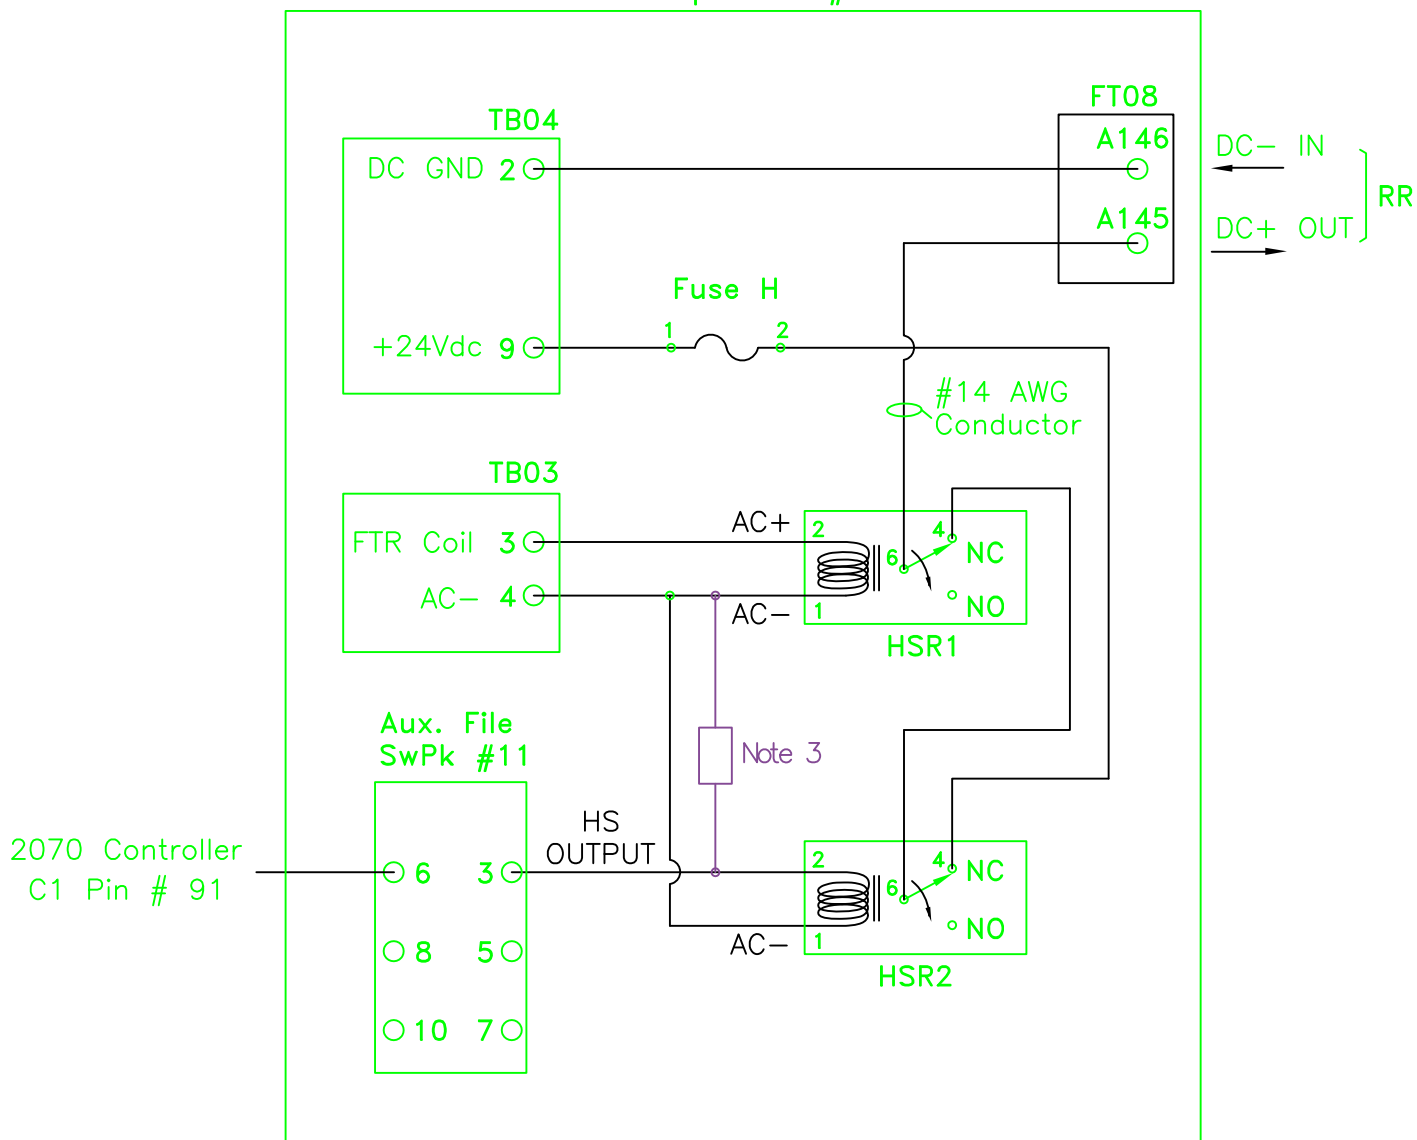 FT08
A146
DC- IN
A145
DC+ OUT
RR
TB04
DC GND 2
+24Vdc 9
Fuse H
1
2
#14 AWG
Conductor
TB03
FTR Coil 3
AC- 4
AC+
AC-
2
1
6
4
NC
NO
HSR1
Aux. File
SwPk #11
Note 3
2070 Controller
C1 Pin # 91
6 3
8 5
10 7
HS
OUTPUT
AC-
2
1
6
4
NC
NO
HSR2